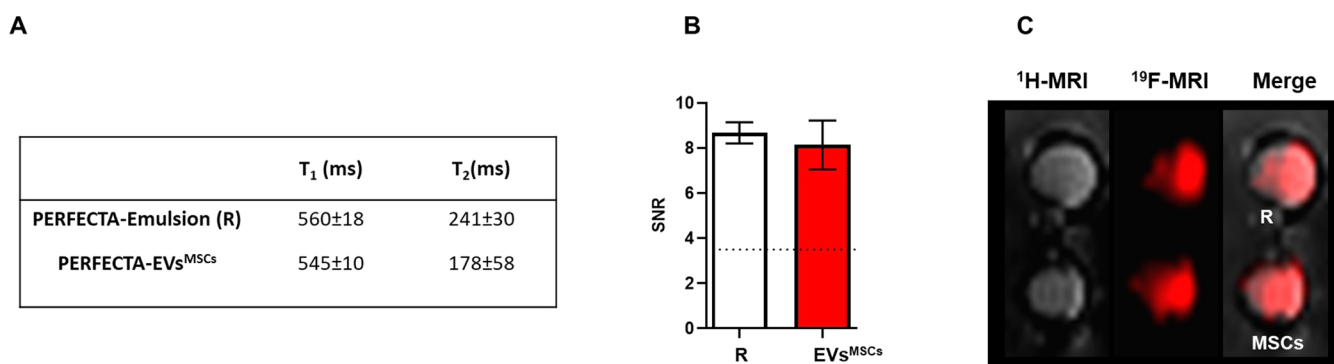 A
T₁ (ms) T₂(ms)
PERFECTA-Emulsion (R) 560±18 241±30
PERFECTA-EVsᴹˢᶜˢ 545±10 178±58
B
10
8
6
4
2
0
SNR
R EVsᴹˢᶜˢ
C
¹H-MRI ¹⁹F-MRI Merge
R
MSCs